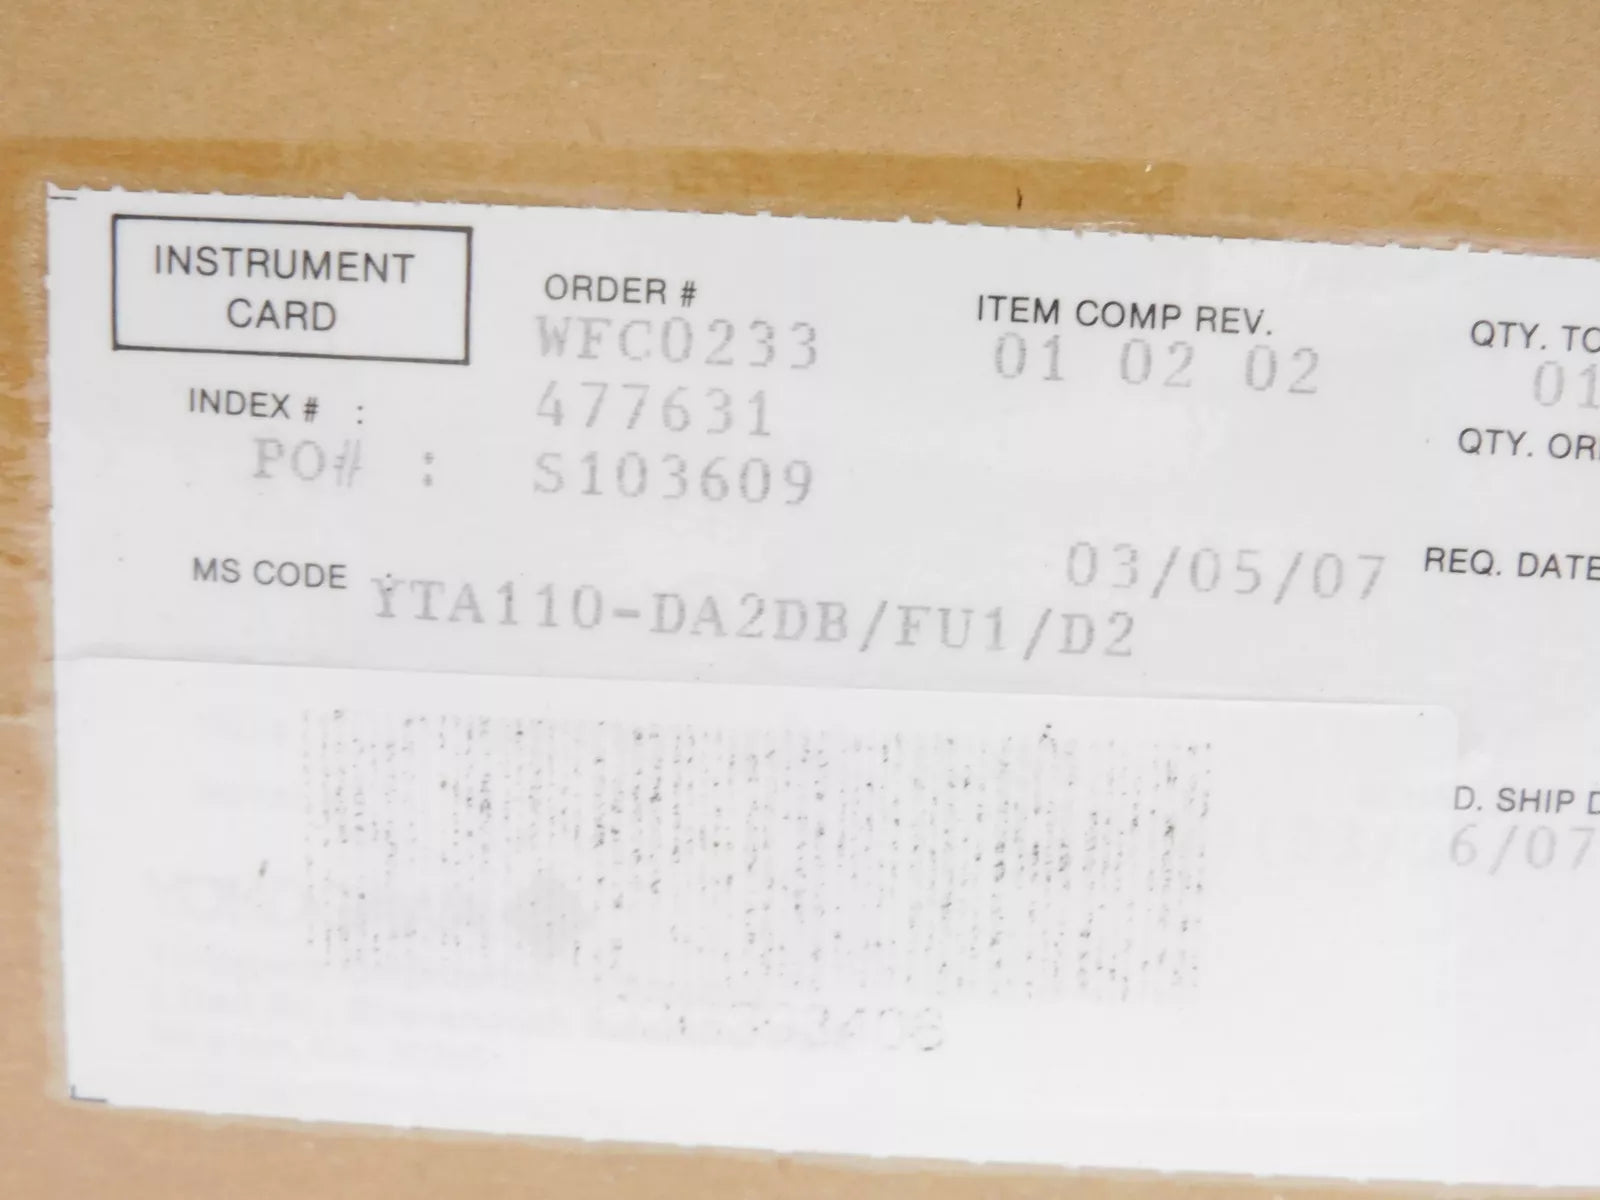 INSTRUMENT
CARD
ORDER #
WFC0233
ITEM COMP REV.
01 02 02
QTY. TO
01
INDEX # :
477631
QTY. OR
PO# :
S103609
03/05/07
REQ. DATE
MS CODE :
YTA110-DA2DB/FU1/D2
D. SHIP D
6/07